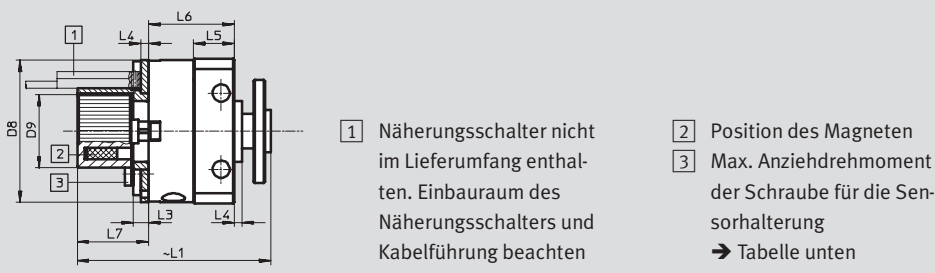 L6
L4
L5
1
D8
D9
2
3
L3
L4
L7
~L1
1 Näherungsschalter nicht
im Lieferumfang enthal-
ten. Einbauraum des
Näherungsschalters und
Kabelführung beachten
2 Position des Magneten
3 Max. Anziehdrehmoment
der Schraube für die Sen-
sorhalterung
➔ Tabelle unten